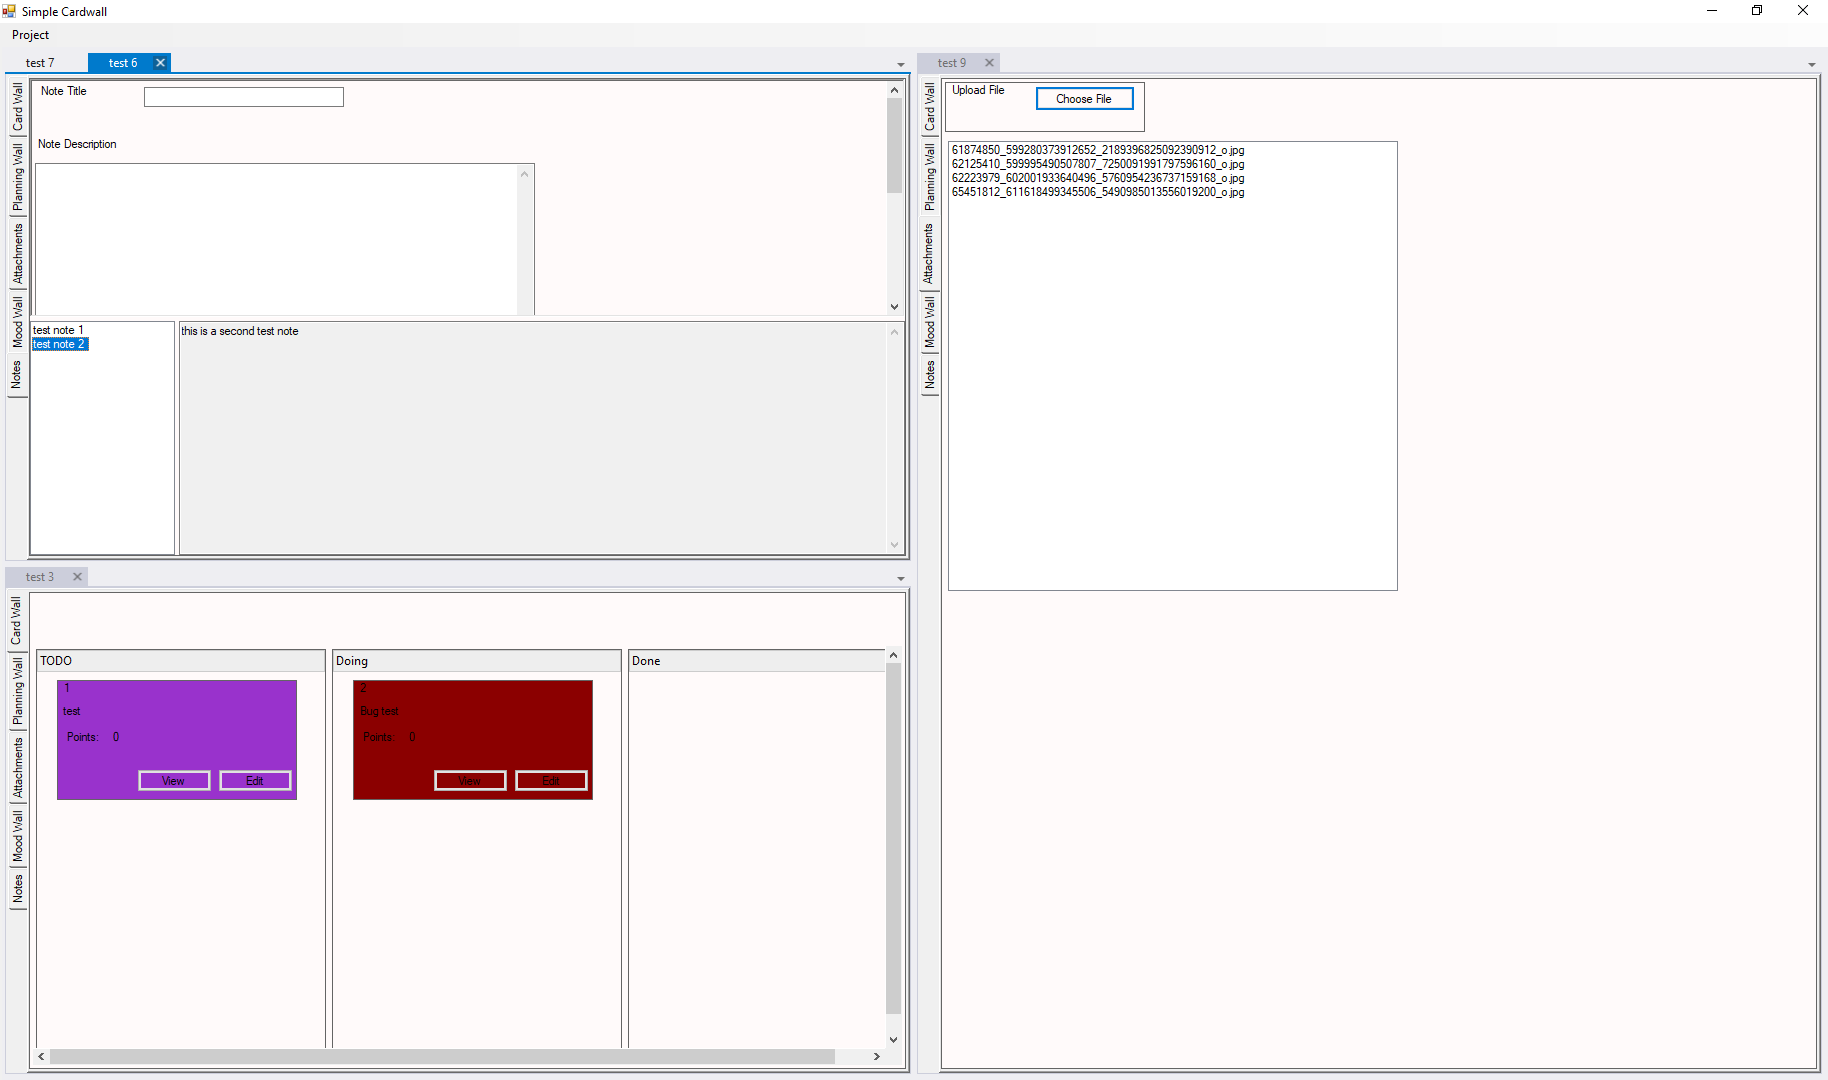 Simple Cardwall
Project
test 7
test 6
Card Wall
Planning Wall
Attachments
Mood Wall
Notes
Note Title
Note Description
test note 1
test note 2
this is a second test note
test 3
Card Wall
Planning Wall
Attachments
Mood Wall
Notes
TODO
Doing
Done
1
test
Points: 0
View
Edit
2
Bug test
Points: 0
View
Edit
test 9
Card Wall
Planning Wall
Attachments
Mood Wall
Notes
Upload File
Choose File
61874850_599280373912652_2189396825092390912_o.jpg
62125410_599995490507807_7250091991797596160_o.jpg
62223979_602001933640496_5760954236737159168_o.jpg
65451812_611618499345506_5490985013556019200_o.jpg